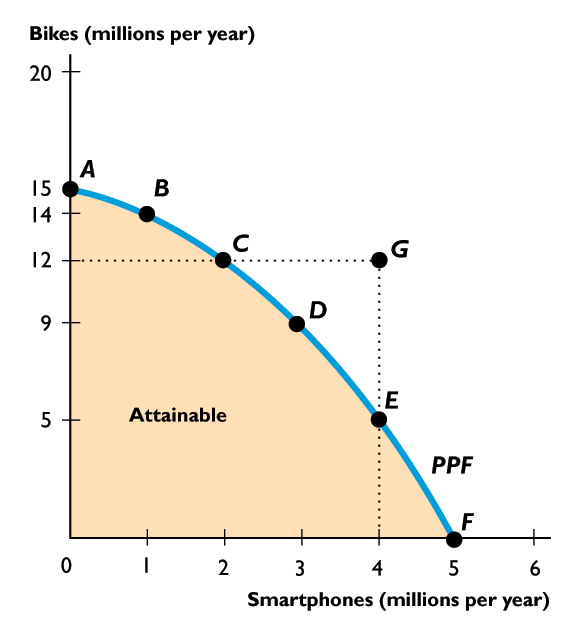 Bikes (millions per year)
20
A
15
B
14
C
12
G
D
9
E
5
Attainable
PPF
F
0
1
2
3
4
5
6
Smartphones (millions per year)